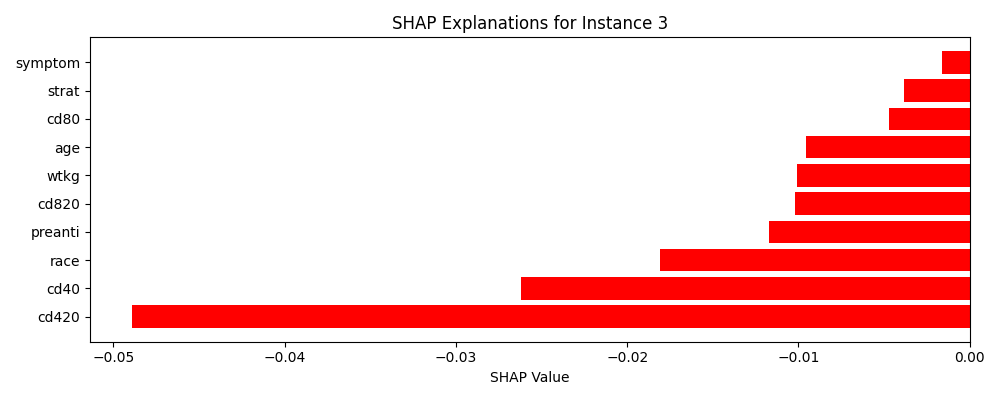 SHAP Explanations for Instance 3
symptom
strat
cd80
age
wtkg
cd820
preanti
race
cd40
cd420
−0.05 −0.04 −0.03 −0.02 −0.01 0.00
SHAP Value